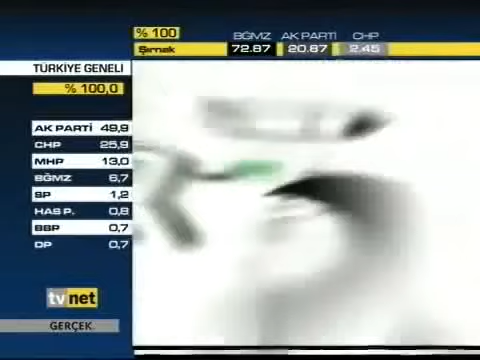 % 100 BĞMZ AK PARTİ CHP
Şırnak 72.87 20.67 2.45
TÜRKİYE GENELİ
% 100,0
AK PARTİ 49,9
CHP 25,9
MHP 13,0
BĞMZ 6,7
SP 1,2
HAS P. 0,8
BBP 0,7
DP 0,7
tvnet
GERÇEK